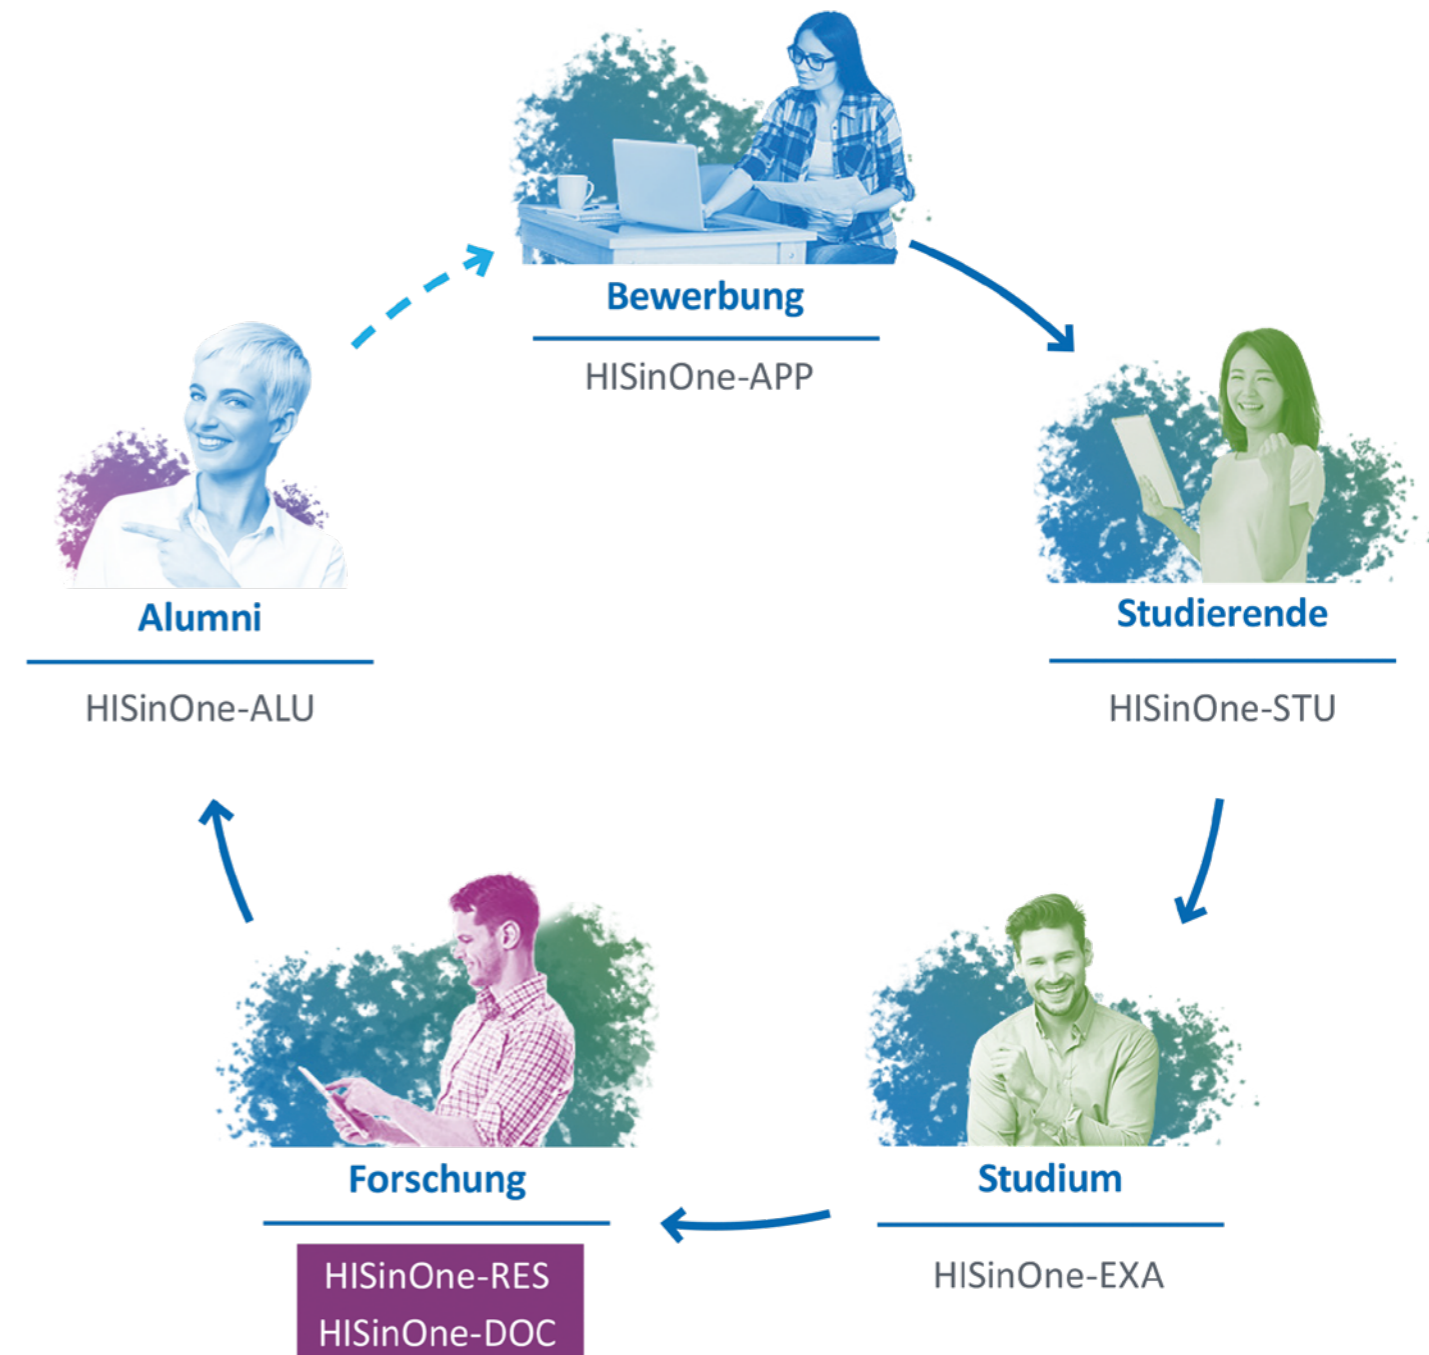 Bewerbung
HISinOne-APP
Studierende
HISinOne-STU
Studium
HISinOne-EXA
Forschung
HISinOne-RES
HISinOne-DOC
Alumni
HISinOne-ALU